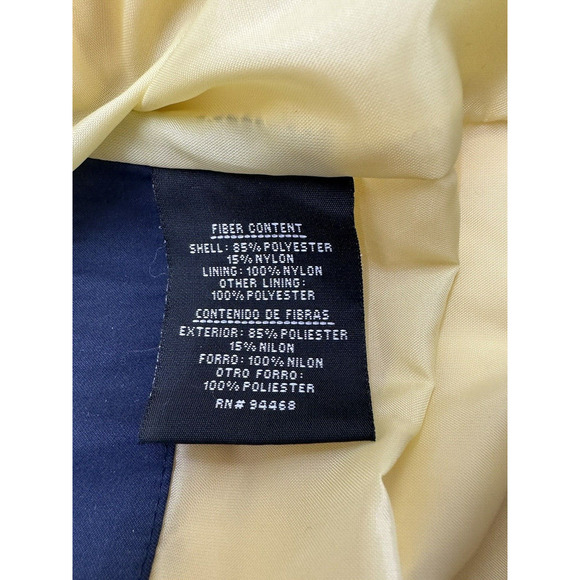 FIBER CONTENT
SHELL: 85% POLYESTER
15% NYLON
LINING: 100% NYLON
OTHER LINING:
100% POLYESTER
CONTENIDO DE FIBRAS
EXTERIOR: 85% POLIESTER
15% NILON
FORRO: 100% NILON
OTRO FORRO:
100% POLIESTER
RN# 94468